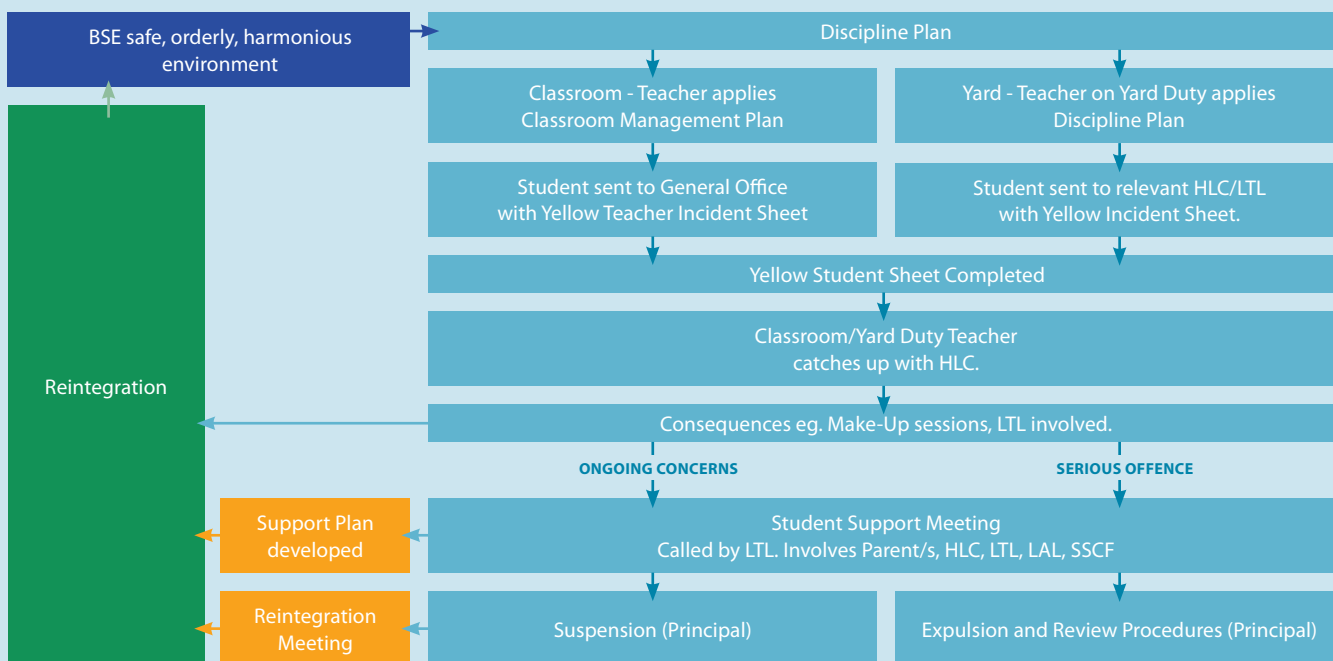 BSE safe, orderly, harmonious
environment
Discipline Plan
Classroom - Teacher applies
Classroom Management Plan
Yard - Teacher on Yard Duty applies
Discipline Plan
Student sent to General Office
with Yellow Teacher Incident Sheet
Student sent to relevant HLC/LTL
with Yellow Incident Sheet.
Yellow Student Sheet Completed
Classroom/Yard Duty Teacher
catches up with HLC.
Reintegration
Consequences eg. Make-Up sessions, LTL involved.
ONGOING CONCERNS
SERIOUS OFFENCE
Support Plan
developed
Student Support Meeting
Called by LTL. Involves Parent/s, HLC, LTL, LAL, SSCF
Reintegration
Meeting
Suspension (Principal)
Expulsion and Review Procedures (Principal)